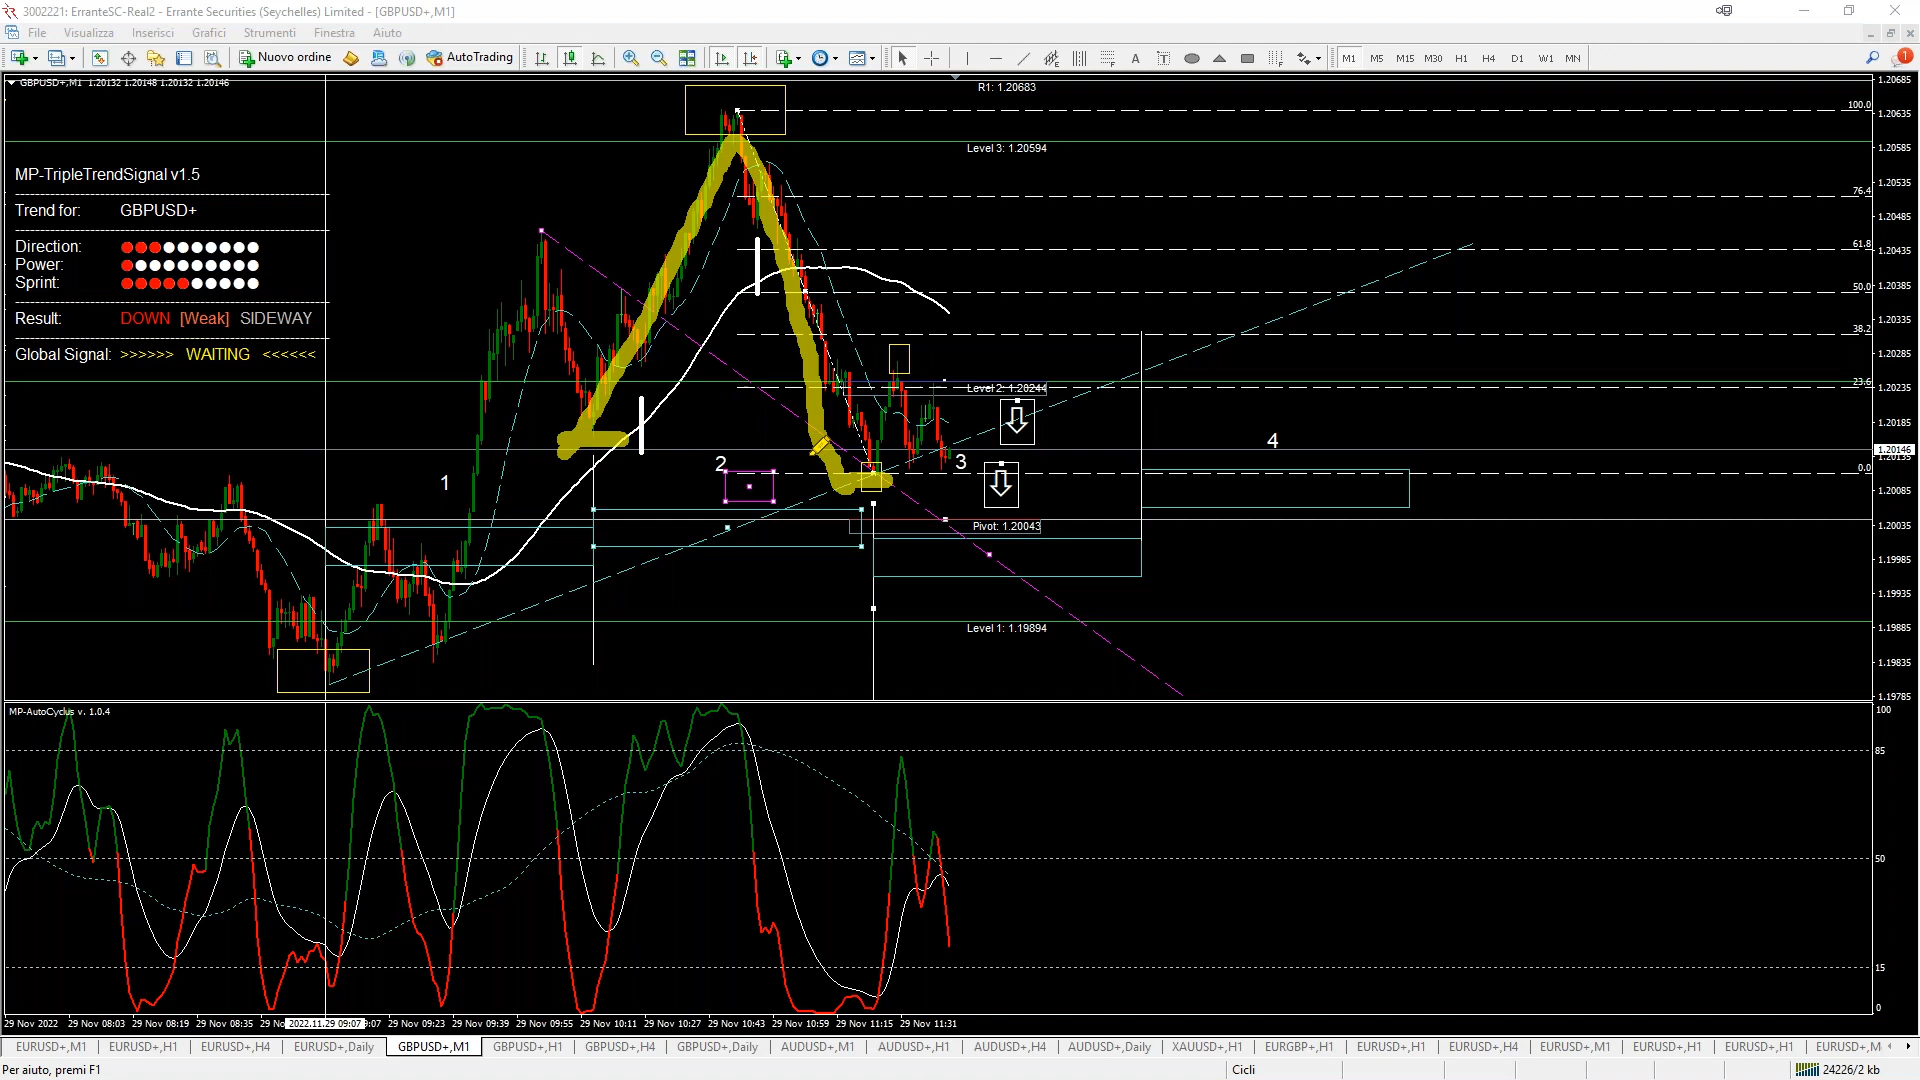 3002221: ErranteSC-Real2 - Errante Securities (Seychelles) Limited - [GBPUSD+,M1]
File Visualizza Inserisci Grafici Strumenti Finestra Aiuto
Nuovo ordine AutoTrading A T M1 M5 M15 M30 H1 H4 D1 W1 MN 1
GBPUSD+,M1 1.20132 1.20148 1.20132 1.20146
R1: 1.20683
1.20685
100.0
1.20635
Level 3: 1.20594
1.20585
MP-TripleTrendSignal v1.5
1.20535
76.4
Trend for: GBPUSD+
1.20485
Direction:
61.8
1.20435
Power:
Sprint:
50.0
1.20385
Result: DOWN [Weak] SIDEWAY
1.20335
38.2
Global Signal: >>>>>> WAITING <<<<<<
1.20285
Level 2: 1.20244
23.6
1.20235
1.20185
4
1.20146
1.20135
2
3
0.0
1
1.20085
Pivot: 1.20043
1.20035
1.19985
1.19935
Level 1: 1.19894
1.19885
1.19835
1.19785
MP-AutoCyclus v. 1.0.4
100
85
50
15
0
29 Nov 2022 29 Nov 08:03 29 Nov 08:19 29 Nov 08:35 29 No 2022.11.29 09:07 9:07 29 Nov 09:23 29 Nov 09:39 29 Nov 09:55 29 Nov 10:11 29 Nov 10:27 29 Nov 10:43 29 Nov 10:59 29 Nov 11:15 29 Nov 11:31
EURUSD+,M1 EURUSD+,H1 EURUSD+,H4 EURUSD+,Daily GBPUSD+,M1 GBPUSD+,H1 GBPUSD+,H4 GBPUSD+,Daily AUDUSD+,M1 AUDUSD+,H1 AUDUSD+,H4 AUDUSD+,Daily XAUUSD+,H1 EURGBP+,H1 EURUSD+,H1 EURUSD+,H4 EURUSD+,M1 EURUSD+,H1 EURUSD+,H1 EURUSD+,M
Per aiuto, premi F1 Cicli 24226/2 kb